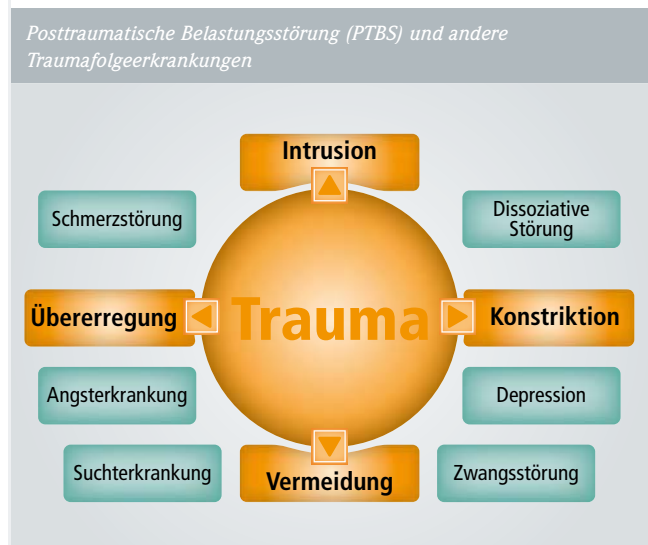 Posttraumatische Belastungsstörung (PTBS) und andere
Traumafolgeerkrankungen
Intrusion
Schmerzstörung
Dissoziative
Störung
Übererregung
Trauma
Konstriktion
Angsterkrankung
Depression
Suchterkrankung
Vermeidung
Zwangsstörung